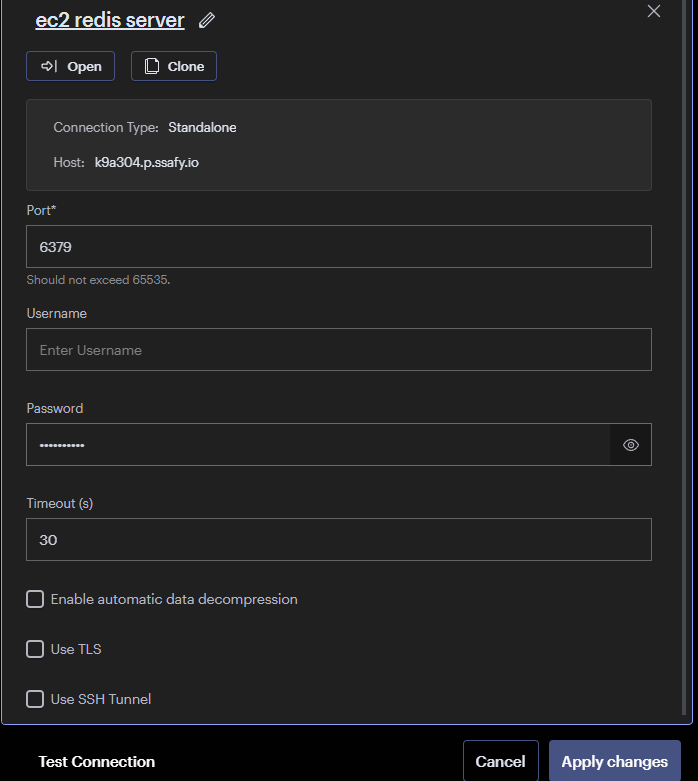 ec2 redis server
Open
Clone
Connection Type: Standalone
Host: k9a304.p.ssafy.io
Port*
6379
Should not exceed 65535.
Username
Enter Username
Password
••••••••••
Timeout (s)
30
Enable automatic data decompression
Use TLS
Use SSH Tunnel
Test Connection
Cancel
Apply changes